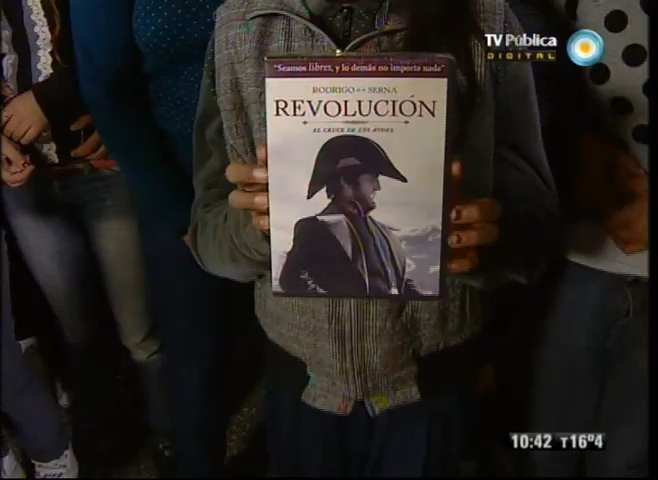 TV Pública
DIGITAL
"Seamos libres, y lo demás no importa nada"
RODRIGO DE LA SERNA
REVOLUCIÓN
EL CRUCE DE LOS ANDES
10:42 T16º4